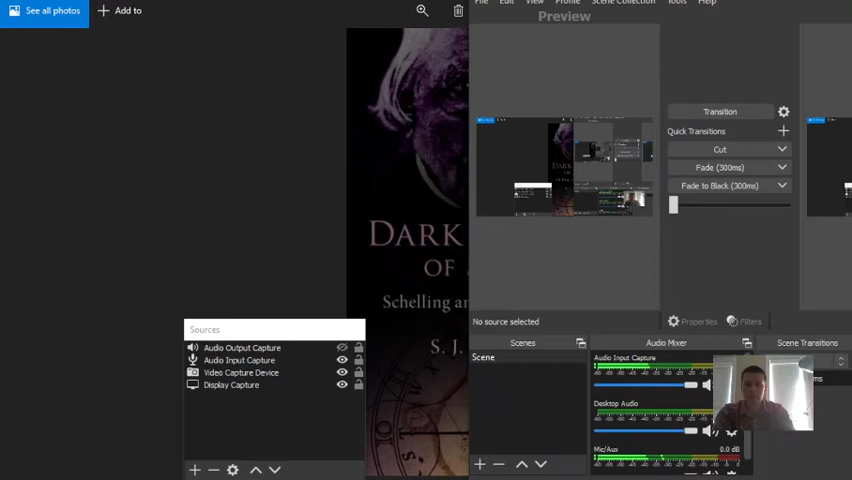 See all photos
Add to
File Edit View Profile Scene Collection Tools Help
Preview
Transition
Quick Transitions
Cut
Fade (300ms)
Fade to Black (300ms)
DARK
OF
Schelling an
S. J.
Sources
Audio Output Capture
Audio Input Capture
Video Capture Device
Display Capture
No source selected
Properties
Filters
Scenes
Audio Mixer
Scene Transitions
Scene
Audio Input Capture
Desktop Audio
Mic/Aux
0.0 dB
ms